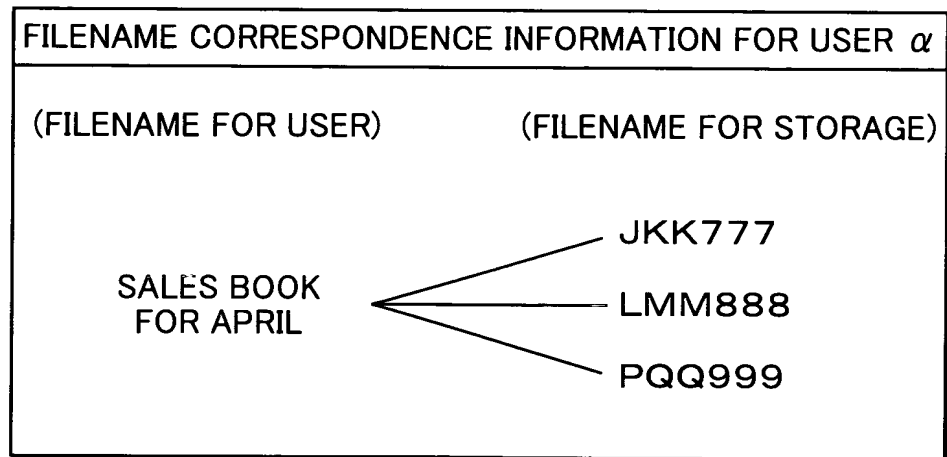 FILENAME CORRESPONDENCE INFORMATION FOR USER α
(FILENAME FOR USER) (FILENAME FOR STORAGE)
JKK777
SALES BOOK
FOR APRIL
LMM888
PQQ999